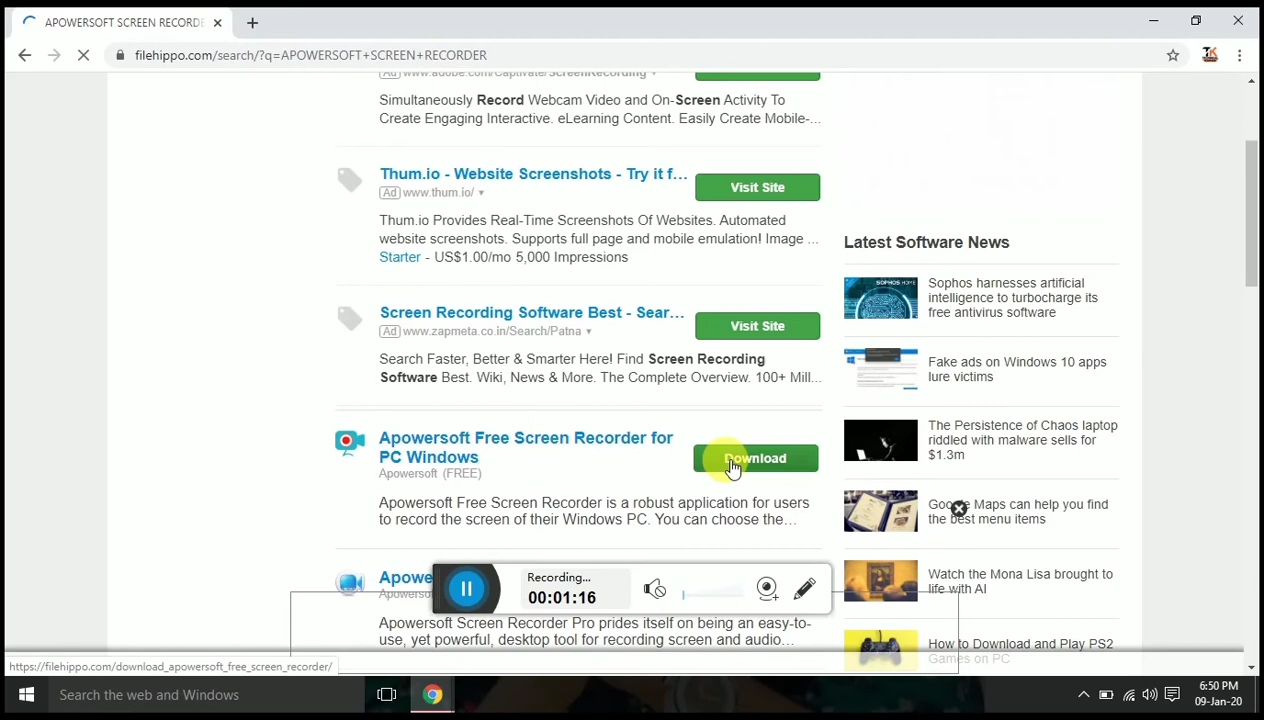 APOWERSOFT SCREEN RECORDE
filehippo.com/search/?q=APOWERSOFT+SCREEN+RECORDER
Ad www.adobe.com/Captivate/ScreenRecording
Simultaneously Record Webcam Video and On-Screen Activity To
Create Engaging Interactive. eLearning Content. Easily Create Mobile-...
Thum.io - Website Screenshots - Try it f...
Ad www.thum.io/
Visit Site
Thum.io Provides Real-Time Screenshots Of Websites. Automated
website screenshots. Supports full page and mobile emulation! Image ...
Starter - US$1.00/mo 5,000 Impressions
Screen Recording Software Best - Sear...
Ad www.zapmeta.co.in/Search/Patna
Visit Site
Search Faster, Better & Smarter Here! Find Screen Recording
Software Best. Wiki, News & More. The Complete Overview. 100+ Mill...
Apowersoft Free Screen Recorder for
PC Windows
Apowersoft (FREE)
Download
Apowersoft Free Screen Recorder is a robust application for users
to record the screen of their Windows PC. You can choose the...
Apowe
Apowerso
Apowersoft Screen Recorder Pro prides itself on being an easy-to-
use, yet powerful, desktop tool for recording screen and audio...
Latest Software News
Sophos harnesses artificial
intelligence to turbocharge its
free antivirus software
Fake ads on Windows 10 apps
lure victims
The Persistence of Chaos laptop
riddled with malware sells for
$1.3m
Google Maps can help you find
the best menu items
Watch the Mona Lisa brought to
life with AI
How to Download and Play PS2
Games on PC
Recording...
00:01:16
https://filehippo.com/download_apowersoft_free_screen_recorder/
Search the web and Windows
6:50 PM
09-Jan-20